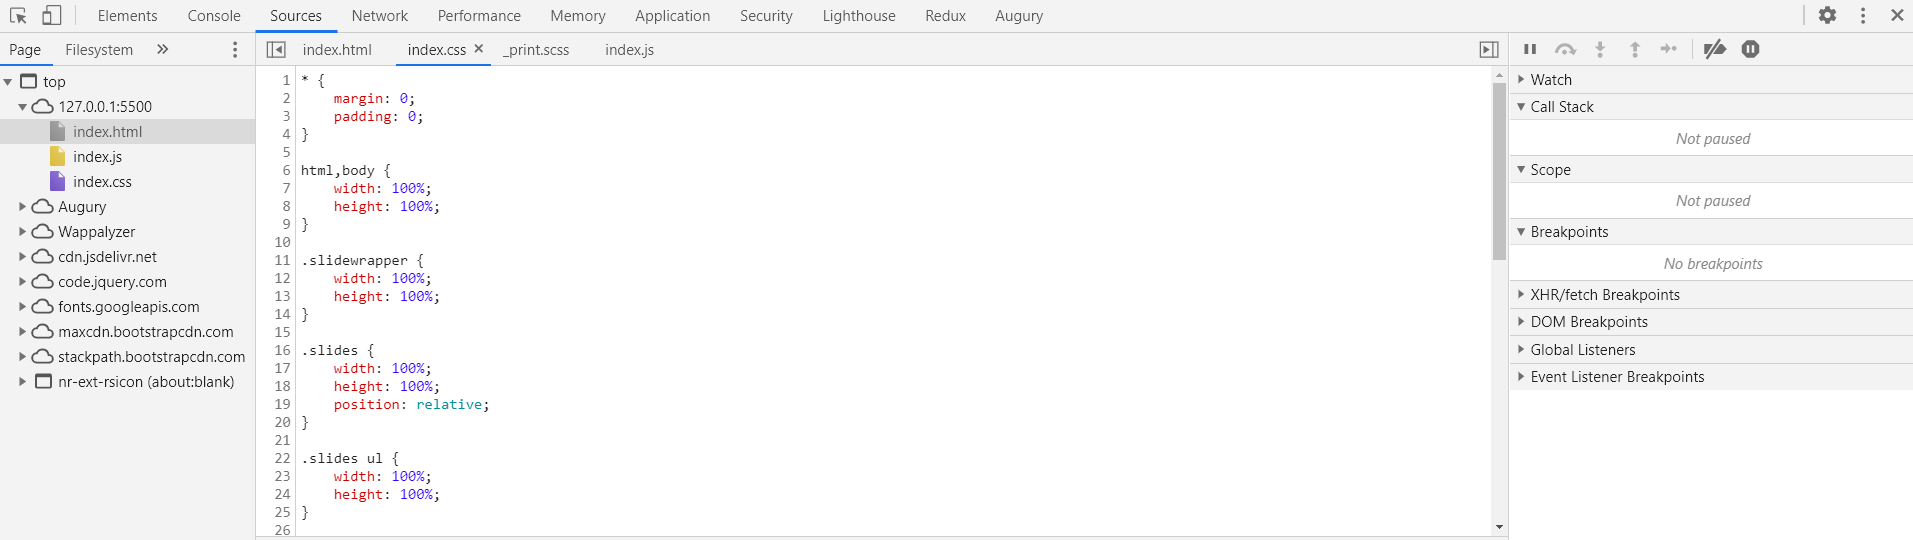 Elements Console Sources Network Performance Memory Application Security Lighthouse Redux Augury
Page Filesystem
index.html index.css _print.scss index.js
top
127.0.0.1:5500
index.html
index.js
index.css
Augury
Wappalyzer
cdn.jsdelivr.net
code.jquery.com
fonts.googleapis.com
maxcdn.bootstrapcdn.com
stackpath.bootstrapcdn.com
nr-ext-rsicon (about:blank)
1 * {
2     margin: 0;
3     padding: 0;
4 }
5
6 html,body {
7     width: 100%;
8     height: 100%;
9 }
10
11 .slidewrapper {
12     width: 100%;
13     height: 100%;
14 }
15
16 .slides {
17     width: 100%;
18     height: 100%;
19     position: relative;
20 }
21
22 .slides ul {
23     width: 100%;
24     height: 100%;
25 }
26
Watch
Call Stack
Not paused
Scope
Not paused
Breakpoints
No breakpoints
XHR/fetch Breakpoints
DOM Breakpoints
Global Listeners
Event Listener Breakpoints